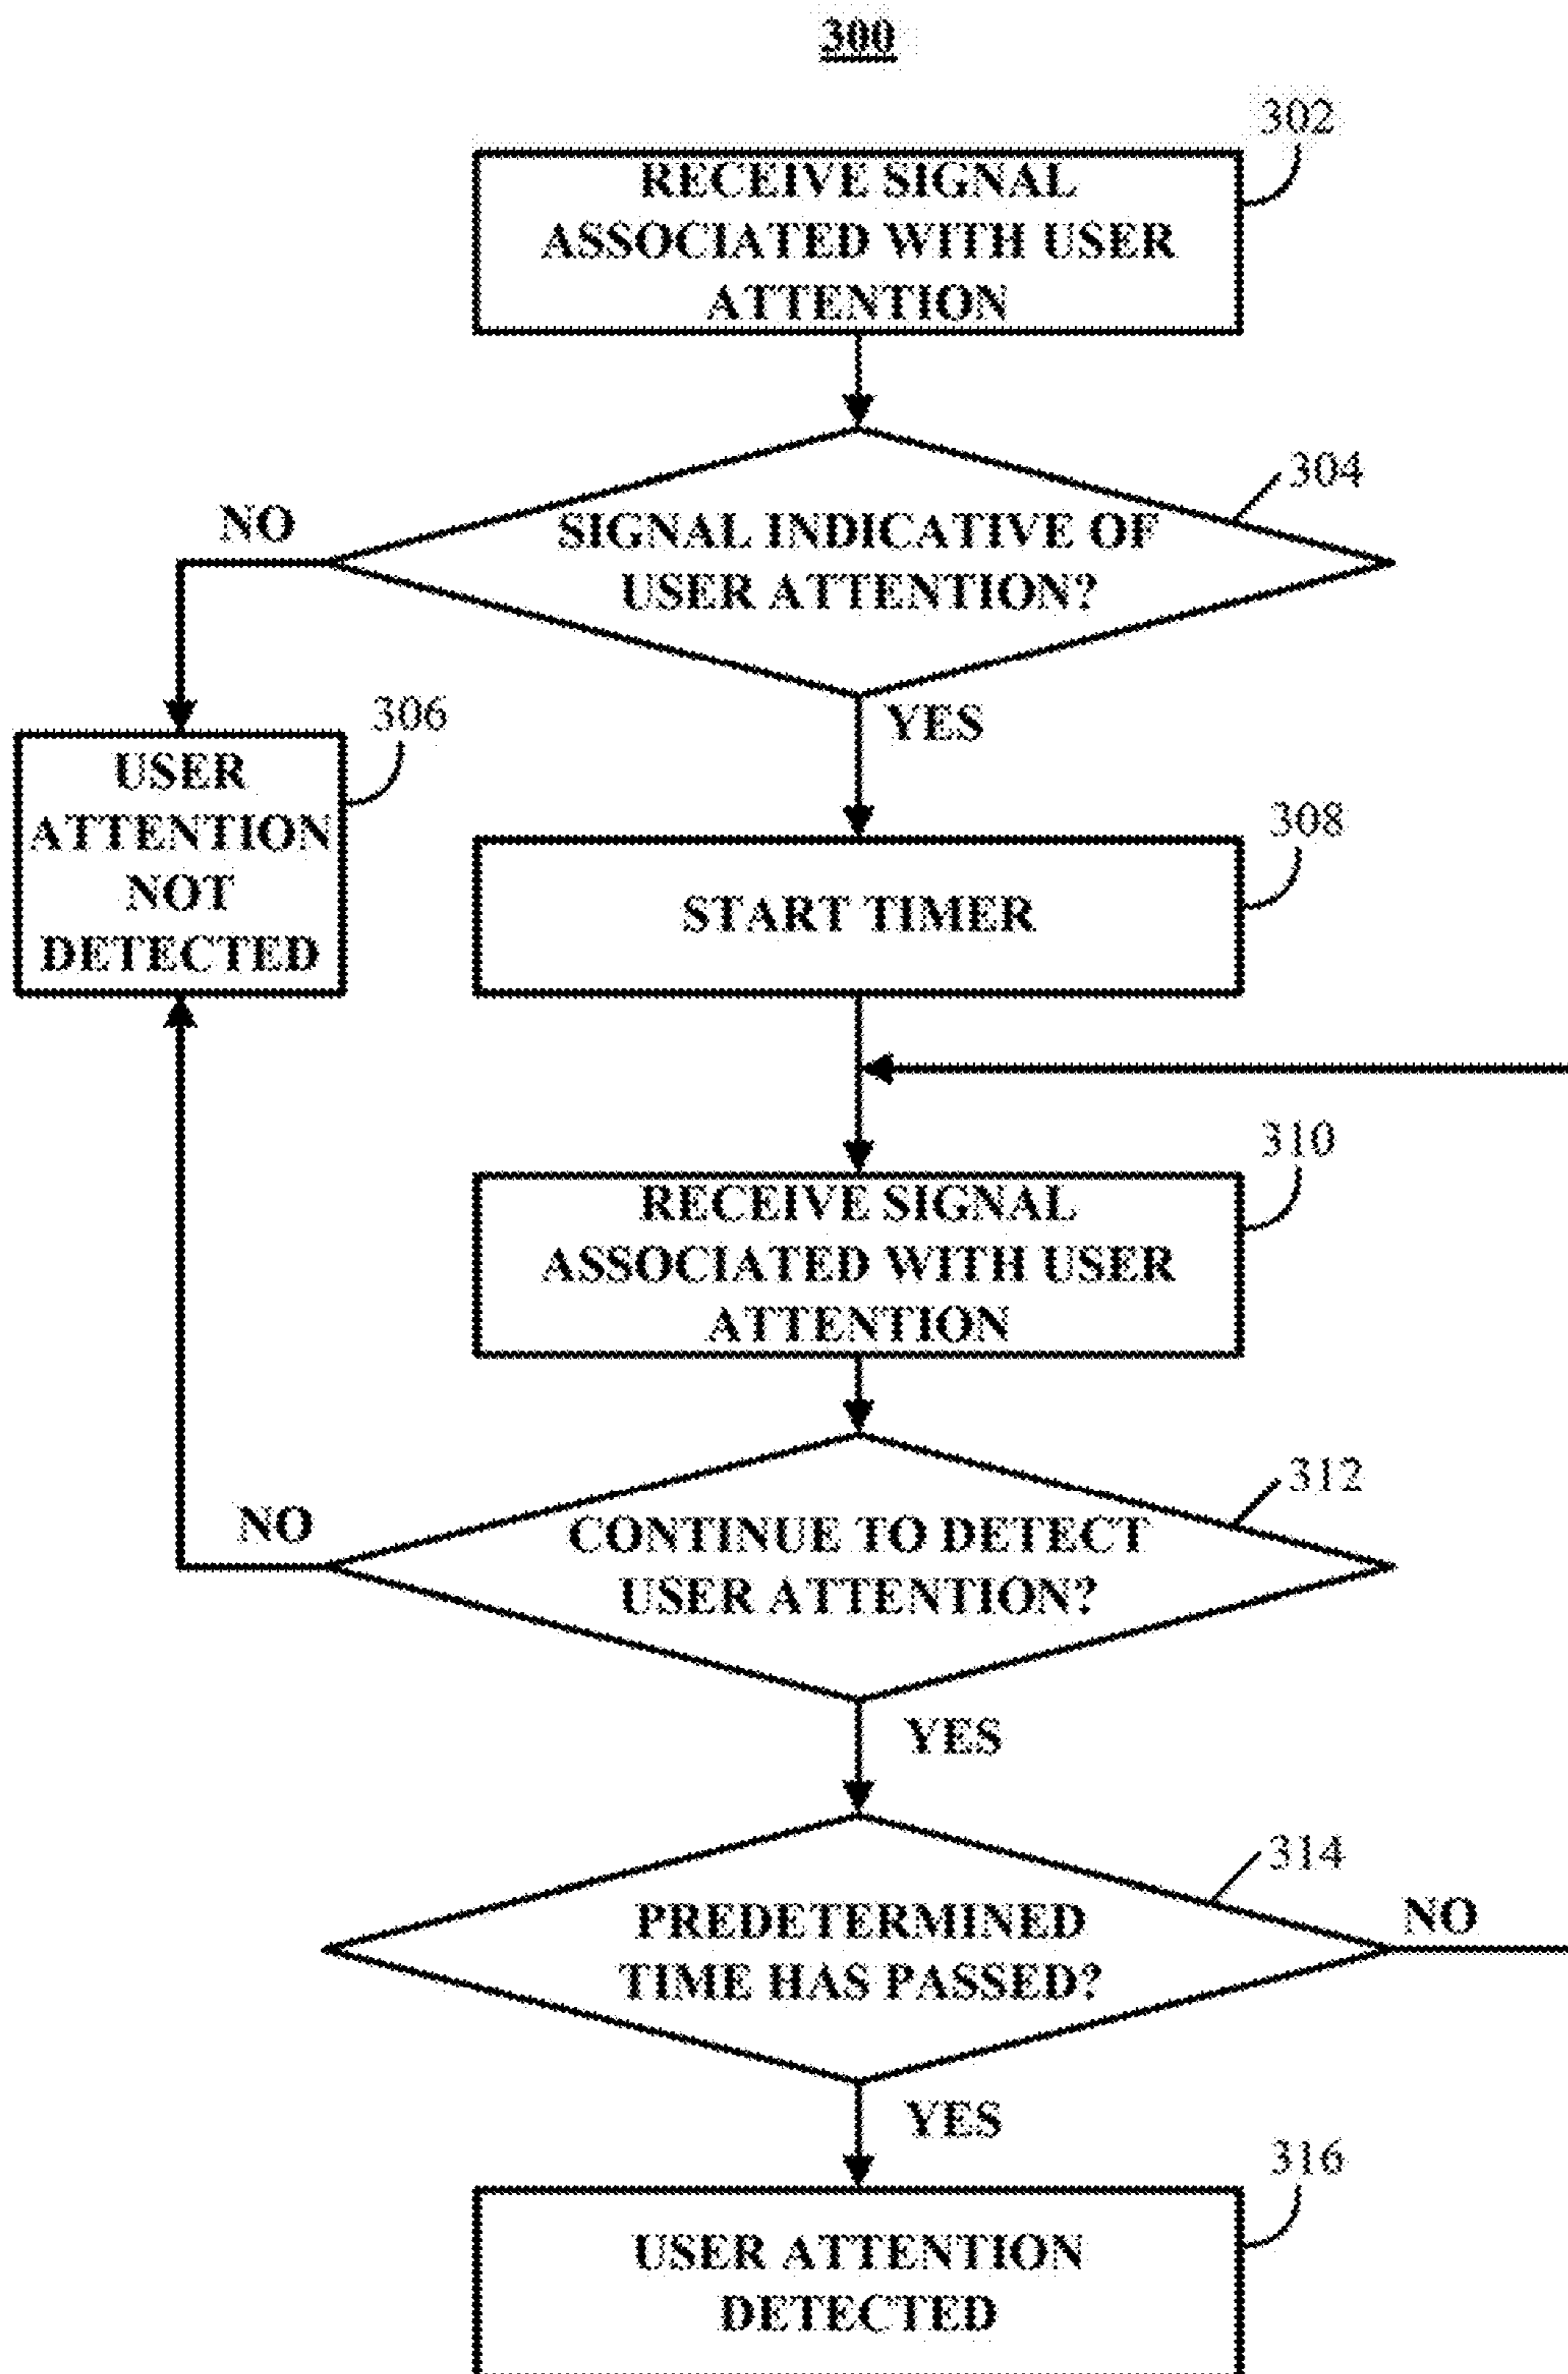 300
302
RECEIVE SIGNAL
ASSOCIATED WITH USER
ATTENTION
304
SIGNAL INDICATIVE OF
USER ATTENTION?
NO
YES
306
USER
ATTENTION
NOT
DETECTED
308
START TIMER
310
RECEIVE SIGNAL
ASSOCIATED WITH USER
ATTENTION
312
CONTINUE TO DETECT
USER ATTENTION?
NO
YES
314
PREDETERMINED
TIME HAS PASSED?
NO
YES
316
USER ATTENTION
DETECTED